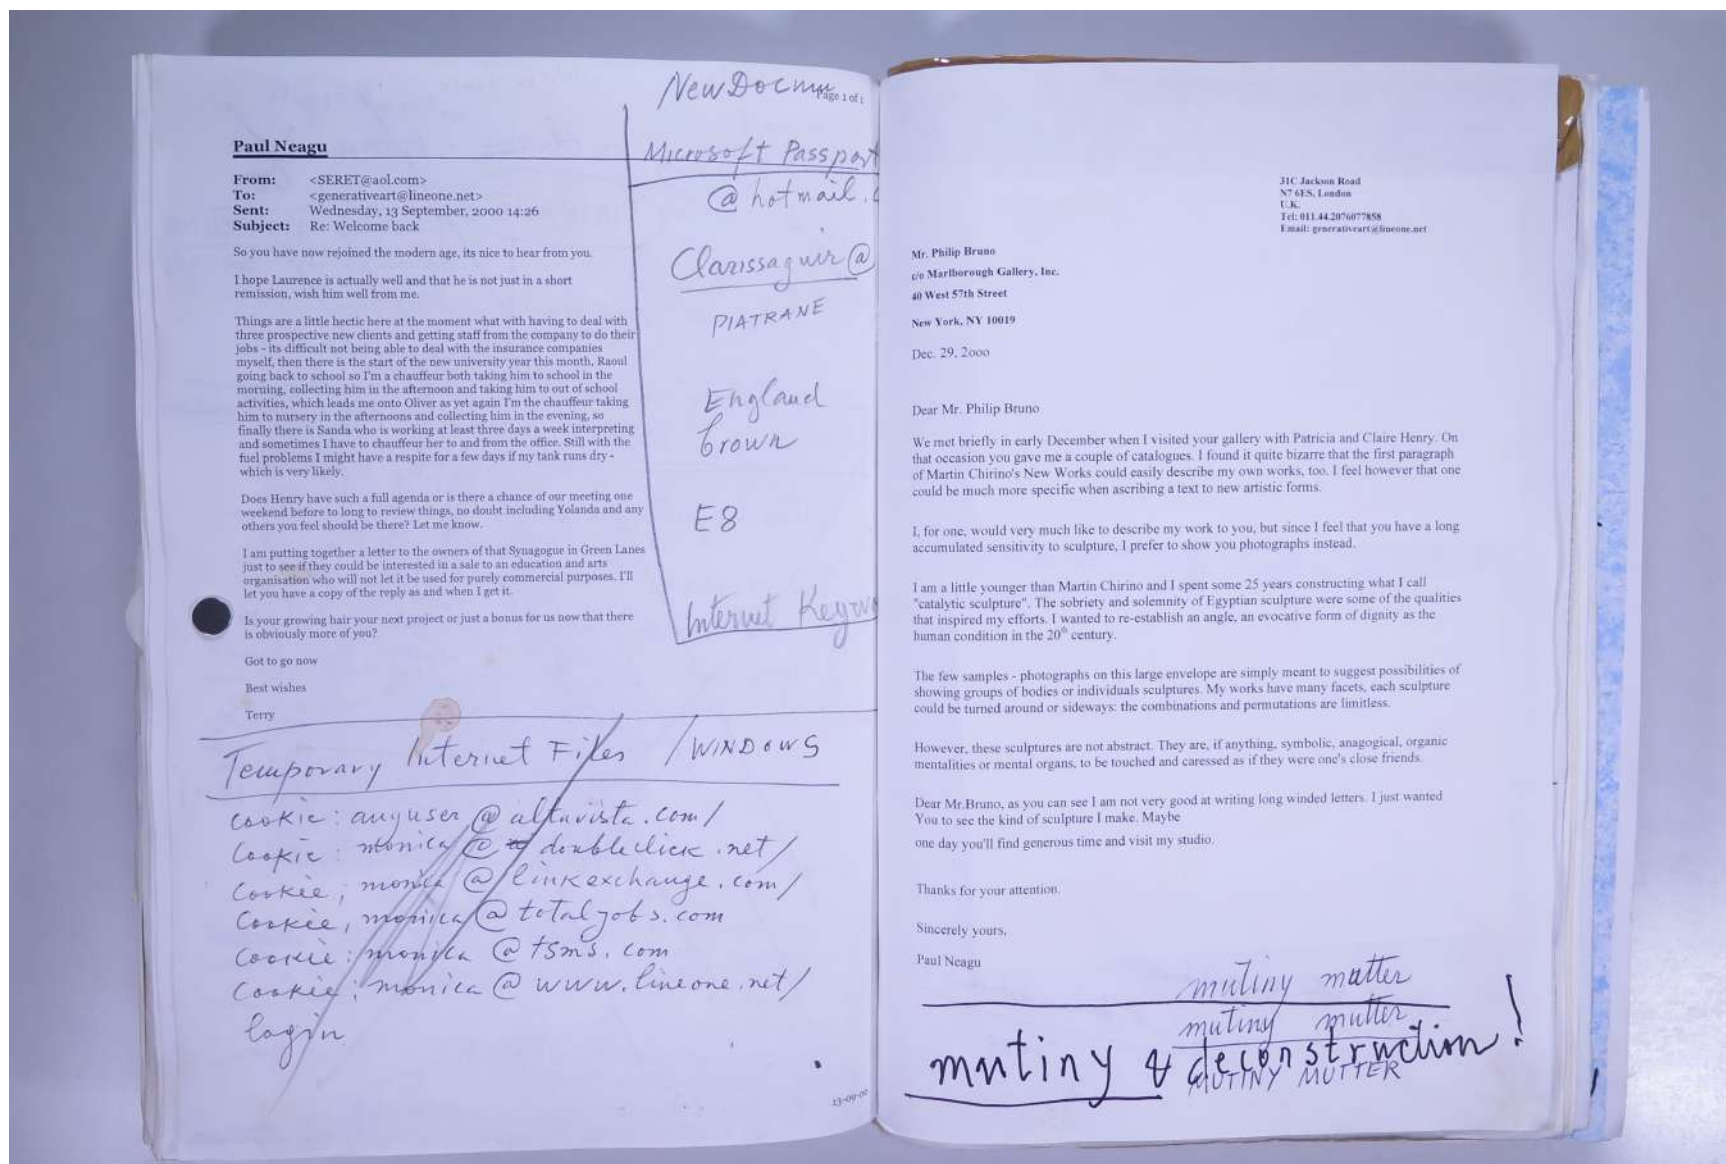 NewDocmu
Page 1 of 1
Paul Neagu
Microsoft Passport
@hotmail.
Clarissaguir@
PIATRANE
England
brown
E8
Internet
From: <SERET@aol.com>
To: <generativeart@lineone.net>
Sent: Wednesday, 13 September, 2000 14:26
Subject: Re: Welcome back
So you have now rejoined the modern age, its nice to hear from you.
I hope Laurence is actually well and that he is not just in a short
remission, wish him well from me.
Things are a little hectic here at the moment what with having to deal with
three prospective new clients and getting staff from the company to do their
jobs - its difficult not being able to deal with the insurance companies
myself, then there is the start of the new university year this month, Raoul
going back to school so I'm a chauffeur both taking him to school in the
morning, collecting him in the afternoon and taking him to out of school
activities, which leads me onto Oliver as yet again I'm the chauffeur taking
him to nursery in the afternoons and collecting him in the evening, so
finally there is Sanda who is working at least three days a week interpreting
and sometimes I have to chauffeur her to and from the office. Still with the
fuel problems I might have a respite for a few days if my tank runs dry -
which is very likely.
Does Henry have such a full agenda or is there a chance of our meeting one
weekend before to long to review things, no doubt including Yolanda and any
others you feel should be there? Let me know.
I am putting together a letter to the owners of that Synagogue in Green Lanes
just to see if they could be interested in a sale to an education and arts
organisation who will not let it be used for purely commercial purposes. I'll
let you have a copy of the reply as and when I get it.
Is your growing hair your next project or just a bonus for us now that there
is obviously more of you?
Got to go now
Best wishes
Terry
Temporary Internet Files /WINDOWS
cookie: anyuser@altavista.com/
Cookie: monica@doubleclick.net/
Cookie; monica@linkexchange.com/
Cookie, monica@totaljobs.com
Cookie: monica@tsms.com
Cookie: monica@www.lineone.net/
login
13-09-00
31C Jackson Road
N7 6ES, London
U.K.
Tel: 011.44.2076077858
Email: generativeart@lineone.net
Mr. Philip Bruno
c/o Marlborough Gallery, Inc.
40 West 57th Street
New York, NY 10019
Dec. 29, 2000
Dear Mr. Philip Bruno
We met briefly in early December when I visited your gallery with Patricia and Claire Henry. On
that occasion you gave me a couple of catalogues. I found it quite bizarre that the first paragraph
of Martin Chirino's New Works could easily describe my own works, too. I feel however that one
could be much more specific when ascribing a text to new artistic forms.
I, for one, would very much like to describe my work to you, but since I feel that you have a long
accumulated sensitivity to sculpture, I prefer to show you photographs instead.
I am a little younger than Martin Chirino and I spent some 25 years constructing what I call
"catalytic sculpture". The sobriety and solemnity of Egyptian sculpture were some of the qualities
that inspired my efforts. I wanted to re-establish an angle, an evocative form of dignity as the
human condition in the 20th century.
The few samples - photographs on this large envelope are simply meant to suggest possibilities of
showing groups of bodies or individuals sculptures. My works have many facets, each sculpture
could be turned around or sideways: the combinations and permutations are limitless.
However, these sculptures are not abstract. They are, if anything, symbolic, anagogical, organic
mentalities or mental organs, to be touched and caressed as if they were one's close friends.
Dear Mr.Bruno, as you can see I am not very good at writing long winded letters. I just wanted
You to see the kind of sculpture I make. Maybe
one day you'll find generous time and visit my studio.
Thanks for your attention.
Sincerely yours,
Paul Neagu
mutiny matter
mutiny mutter
mutiny & deconstruction!
MUTINY MUTTER